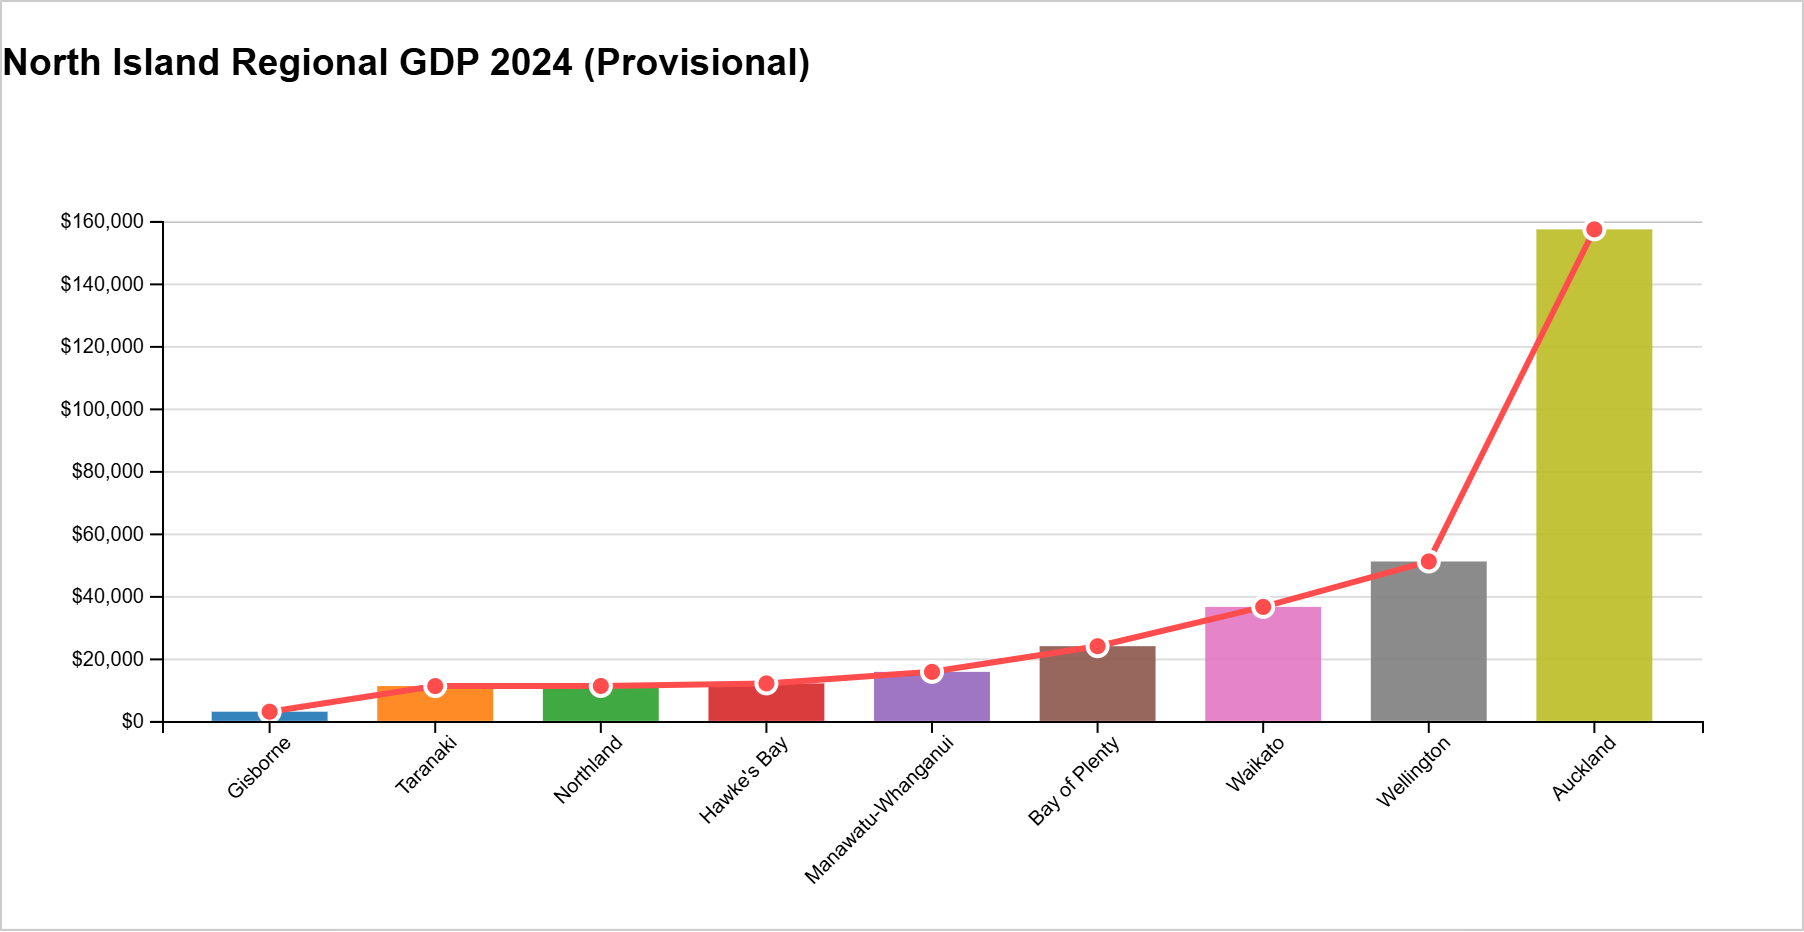 North Island Regional GDP 2024 (Provisional)
$160,000
$140,000
$120,000
$100,000
$80,000
$60,000
$40,000
$20,000
$0
Gisborne
Taranaki
Northland
Hawke's Bay
Manawatu-Whanganui
Bay of Plenty
Waikato
Wellington
Auckland